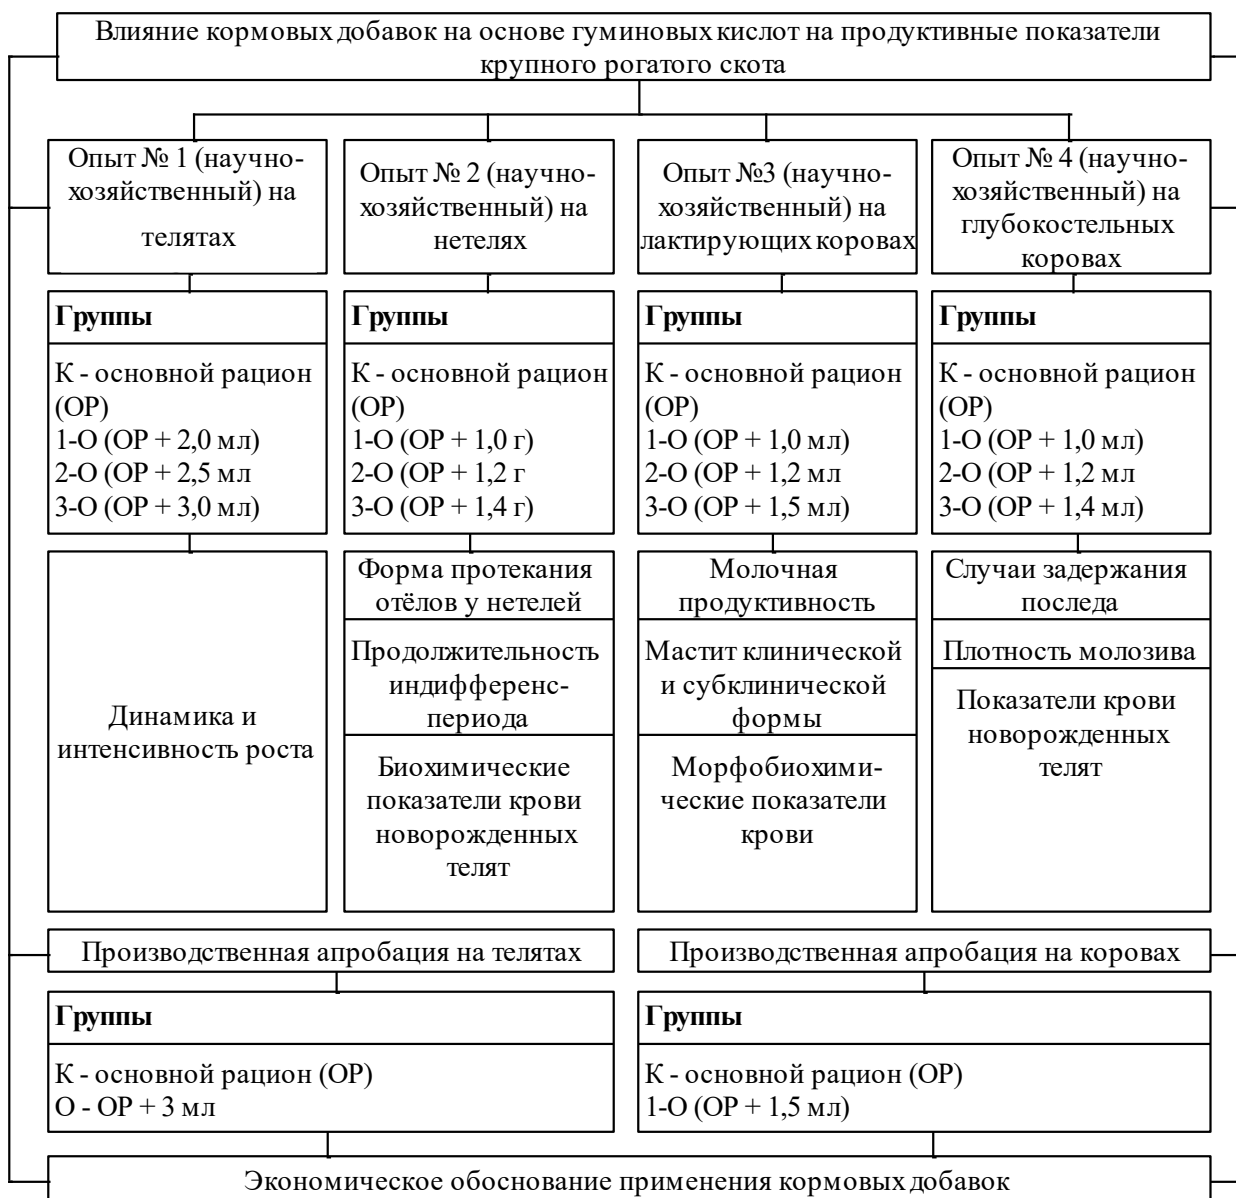 Влияние кормовых добавок на основе гуминовых кислот на продуктивные показатели
крупного рогатого скота
Опыт № 1 (научно-
хозяйственный) на
телятах
Опыт № 2 (научно-
хозяйственный) на
нетелях
Опыт №3 (научно-
хозяйственный) на
лактирующих коровах
Опыт № 4 (научно-
хозяйственный) на
глубокостельных
коровах
Группы
К - основной рацион
(ОР)
1-О (ОР + 2,0 мл)
2-О (ОР + 2,5 мл
3-О (ОР + 3,0 мл)
Группы
К - основной рацион
(ОР)
1-О (ОР + 1,0 г)
2-О (ОР + 1,2 г
3-О (ОР + 1,4 г)
Группы
К - основной рацион
(ОР)
1-О (ОР + 1,0 мл)
2-О (ОР + 1,2 мл
3-О (ОР + 1,5 мл)
Группы
К - основной рацион
(ОР)
1-О (ОР + 1,0 мл)
2-О (ОР + 1,2 мл
3-О (ОР + 1,4 мл)
Динамика и
интенсивность роста
Форма протекания
отёлов у нетелей
Продолжительность
индифференс-
периода
Биохимические
показатели крови
новорожденных
телят
Молочная
продуктивность
Мастит клинической
и субклинической
формы
Морфобиохими-
ческие показатели
крови
Случаи задержания
последа
Плотность молозива
Показатели крови
новорожденных
телят
Производственная апробация на телятах
Производственная апробация на коровах
Группы
К - основной рацион (ОР)
О - ОР + 3 мл
Группы
К - основной рацион (ОР)
1-О (ОР + 1,5 мл)
Экономическое обоснование применения кормовых добавок